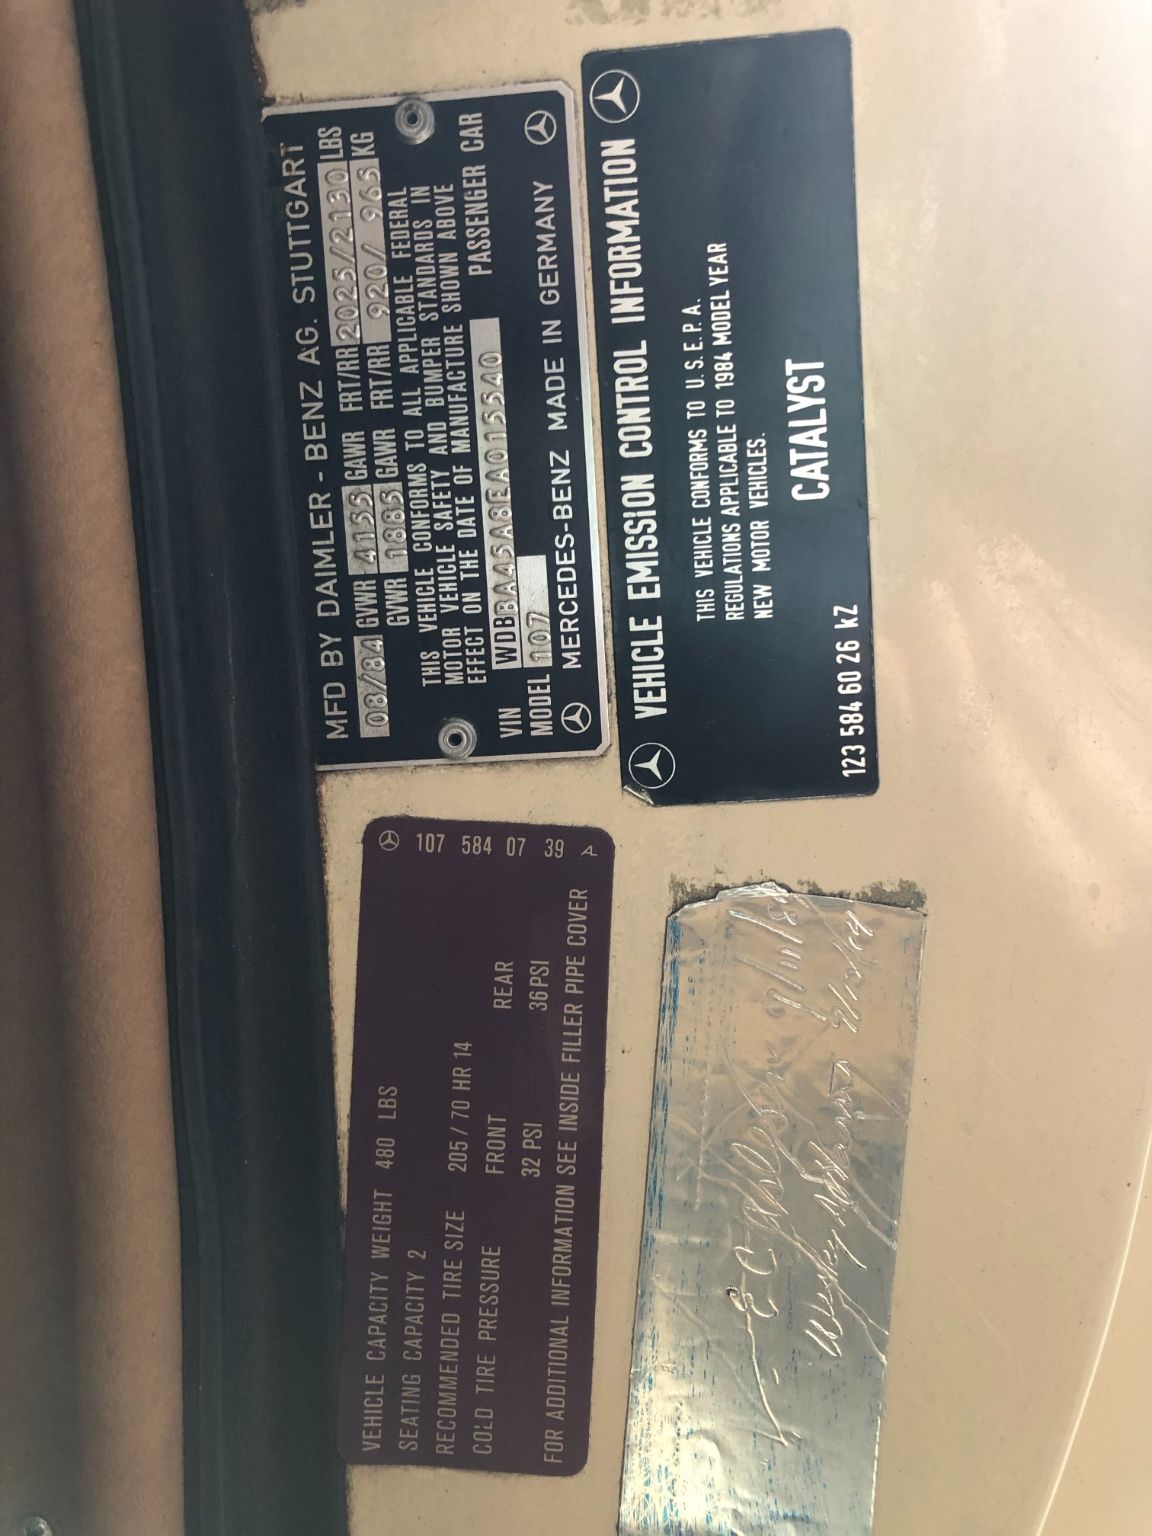 MFD BY DAIMLER-BENZ AG. STUTTGART
08/84 GVWR 4155 GAWR FRT/RR 2025/2130 LBS
GVWR 1885 GAWR FRT/RR 920/ 965 KG
THIS VEHICLE CONFORMS TO ALL APPLICABLE FEDERAL
MOTOR VEHICLE SAFETY AND BUMPER STANDARDS IN
EFFECT ON THE DATE OF MANUFACTURE SHOWN ABOVE
VIN WDBBA45A8EA015540 PASSENGER CAR
MODEL 107
MERCEDES-BENZ MADE IN GERMANY
VEHICLE EMISSION CONTROL INFORMATION
THIS VEHICLE CONFORMS TO U. S. E. P. A.
REGULATIONS APPLICABLE TO 1984 MODEL YEAR
NEW MOTOR VEHICLES.
CATALYST
123 584 60 26 kZ
107 584 07 39 A
VEHICLE CAPACITY WEIGHT 480 LBS
SEATING CAPACITY 2
RECOMMENDED TIRE SIZE 205 / 70 HR 14
COLD TIRE PRESSURE FRONT REAR
32 PSI 36 PSI
FOR ADDITIONAL INFORMATION SEE INSIDE FILLER PIPE COVER